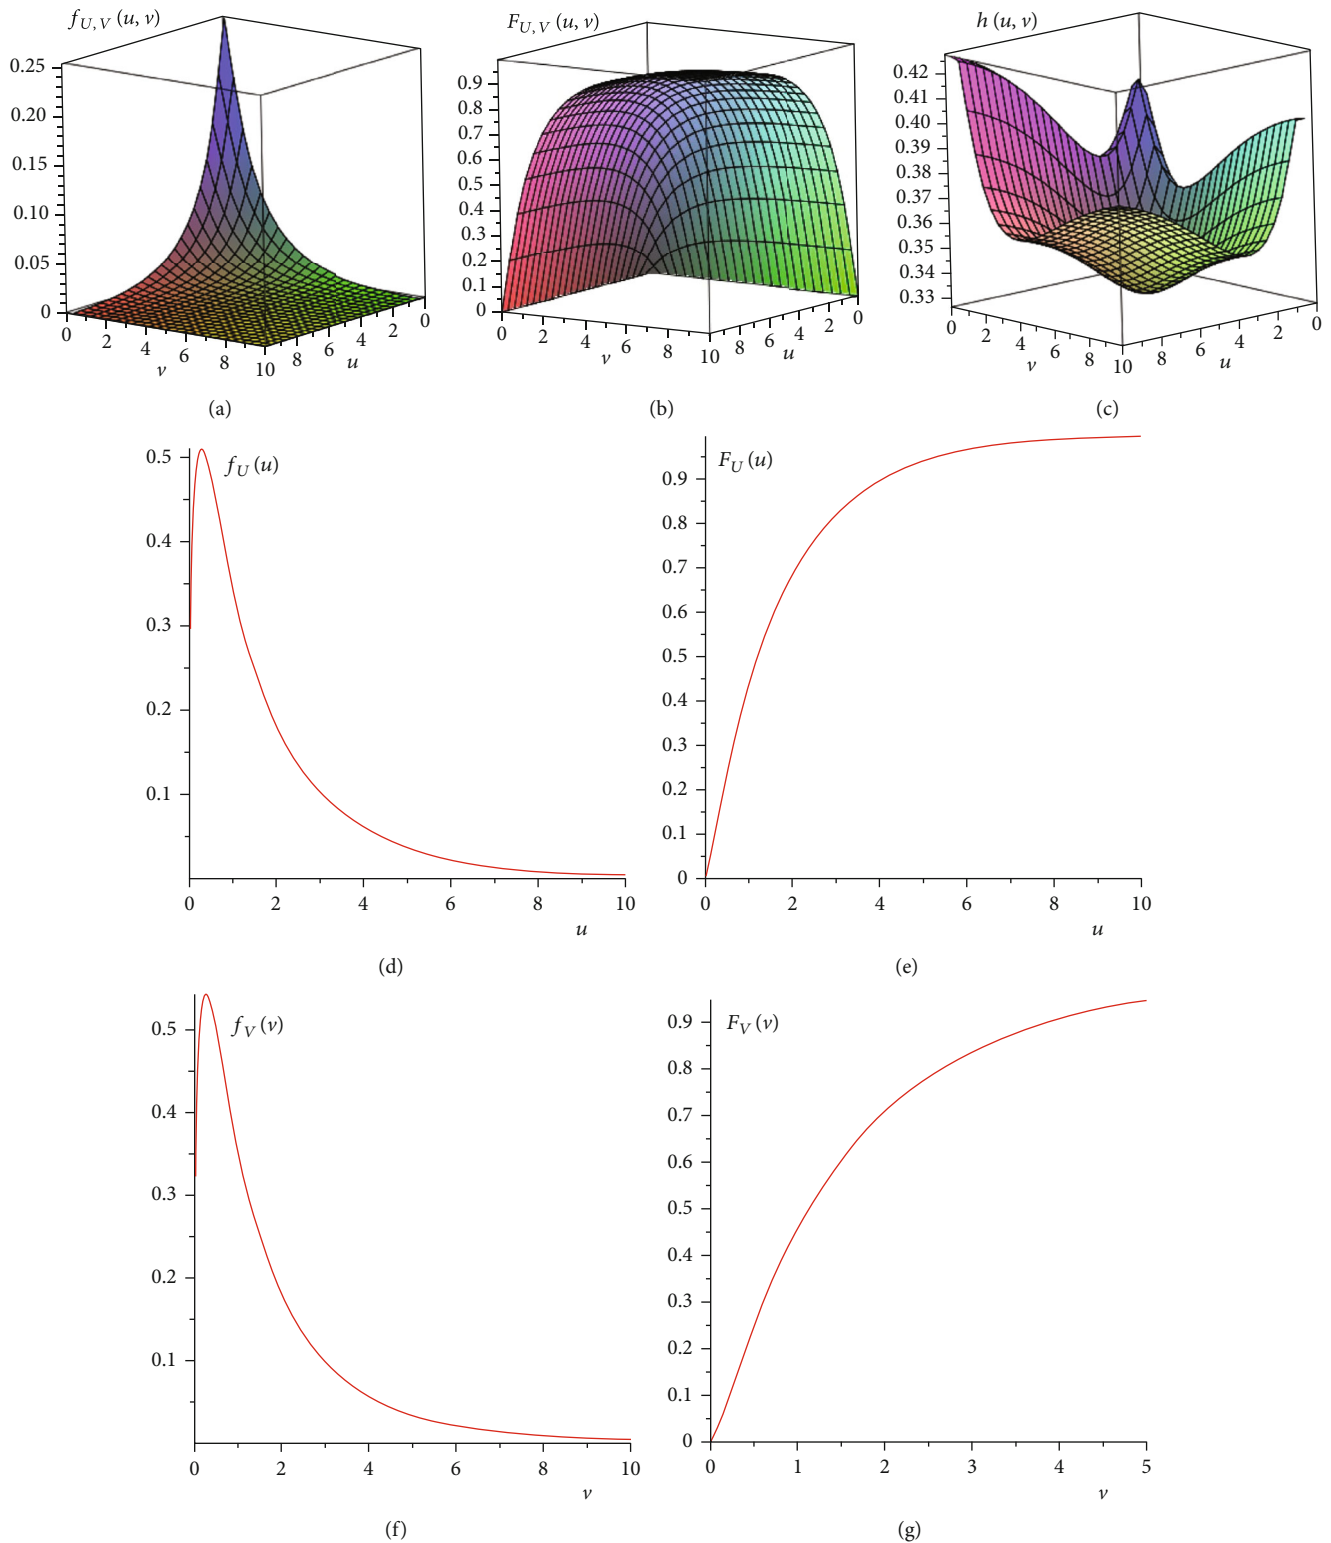 f_{U, V} (u, v)
0.25
0.20
0.15
0.10
0.05
0
0 2 4 6 8 10
v
8 6 4 2 0
u
(a)
F_{U, V} (u, v)
0.9
0.8
0.7
0.6
0.5
0.4
0.3
0.2
0.1
0
0 2 4 6 8 10
v
8 6 4 2 0
u
(b)
h (u, v)
0.42
0.41
0.40
0.39
0.38
0.37
0.36
0.35
0.34
0.33
0 2 4 6 8 10
v
8 6 4 2 0
u
(c)
f_U (u)
0.5
0.4
0.3
0.2
0.1
0 2 4 6 8 10
u
(d)
F_U (u)
0.9
0.8
0.7
0.6
0.5
0.4
0.3
0.2
0.1
0
0 2 4 6 8 10
u
(e)
f_V (v)
0.5
0.4
0.3
0.2
0.1
0 2 4 6 8 10
v
(f)
F_V (v)
0.9
0.8
0.7
0.6
0.5
0.4
0.3
0.2
0.1
0
0 1 2 3 4 5
v
(g)